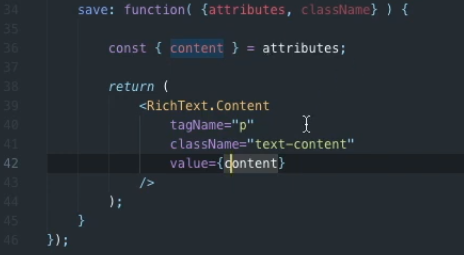 34 save: function( {attributes, className} ) {
35
36 const { content } = attributes;
37
38 return (
39 <RichText.Content
40 tagName="p"
41 className="text-content"
42 value={content}
43 />
44 );
45 }
46 });